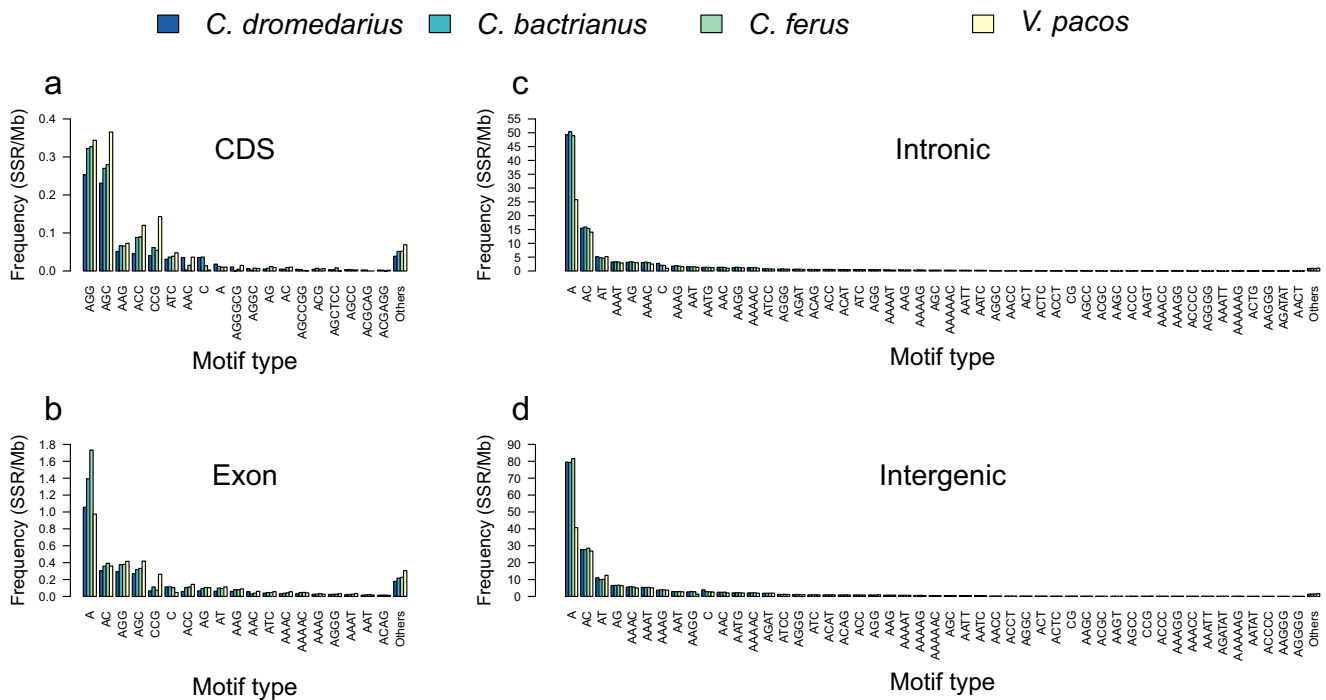 C. dromedarius C. bactrianus C. ferus V. pacos
a
CDS
Frequency (SSR/Mb)
0.4
0.3
0.2
0.1
0.0
AGG AGC AAG ACC CCG ATC AAC C A AGGGCG AGGC AG AC AGCCGG ACG AGCTCC AGCC ACGCAG ACGAGG Others
Motif type
c
Intronic
Frequency (SSR/Mb)
55
50
45
40
35
30
25
20
15
10
5
0
A AC AT AAAT AG AAAC C AAAG AAT AATG AAC AAGG AAAAC ATCC AGGG AGAT ACAG ACC ACAT ATC AGG AAAAT AAG AAAAG AGC AAAAAC AATT AATC AGGC AACC ACT ACTC ACCT CG AGCC ACGC AAGC ACCG AAGT AAACC AAAGG ACCCC AGGGG AAATT AAAAAG ACTG AAGGG AGATAT AACT Others
Motif type
b
Exon
Frequency (SSR/Mb)
1.8
1.6
1.4
1.2
1.0
0.8
0.6
0.4
0.2
0.0
A AC AGG AGC CCG C ACC AG AT AAG AAC ATC AAAC AAAAC AAAG AGGG AAAT AAT ACAG Others
Motif type
d
Intergenic
Frequency (SSR/Mb)
90
80
70
60
50
40
30
20
10
0
A AC AT AG AAAC AAAT AAAG AAT AAGG C AAC AATG AAAAC AGAT ATCC AGGG ATC ACAT ACAG ACC AGG AAG AAAAT AAAAG AAAAAC AGC AATT AATC AACC ACCT AGGC ACT ACTC CG AAGC ACGC AAGT AGCC CCG ACCG AAAGG AAACC AAATT AGATAT AAAAAG AATAT ACCCC AAGGG AGGGG Others
Motif type